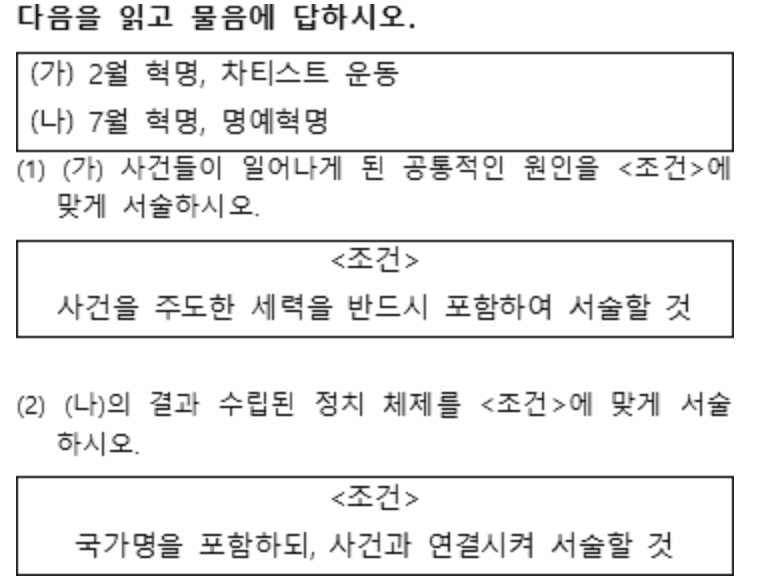 다음을 읽고 물음에 답하시오.
(가) 2월 혁명, 차티스트 운동
(나) 7월 혁명, 명예혁명
(1) (가) 사건들이 일어나게 된 공통적인 원인을 <조건>에
맞게 서술하시오.
<조건>
사건을 주도한 세력을 반드시 포함하여 서술할 것
(2) (나)의 결과 수립된 정치 체제를 <조건>에 맞게 서술
하시오.
<조건>
국가명을 포함하되, 사건과 연결시켜 서술할 것